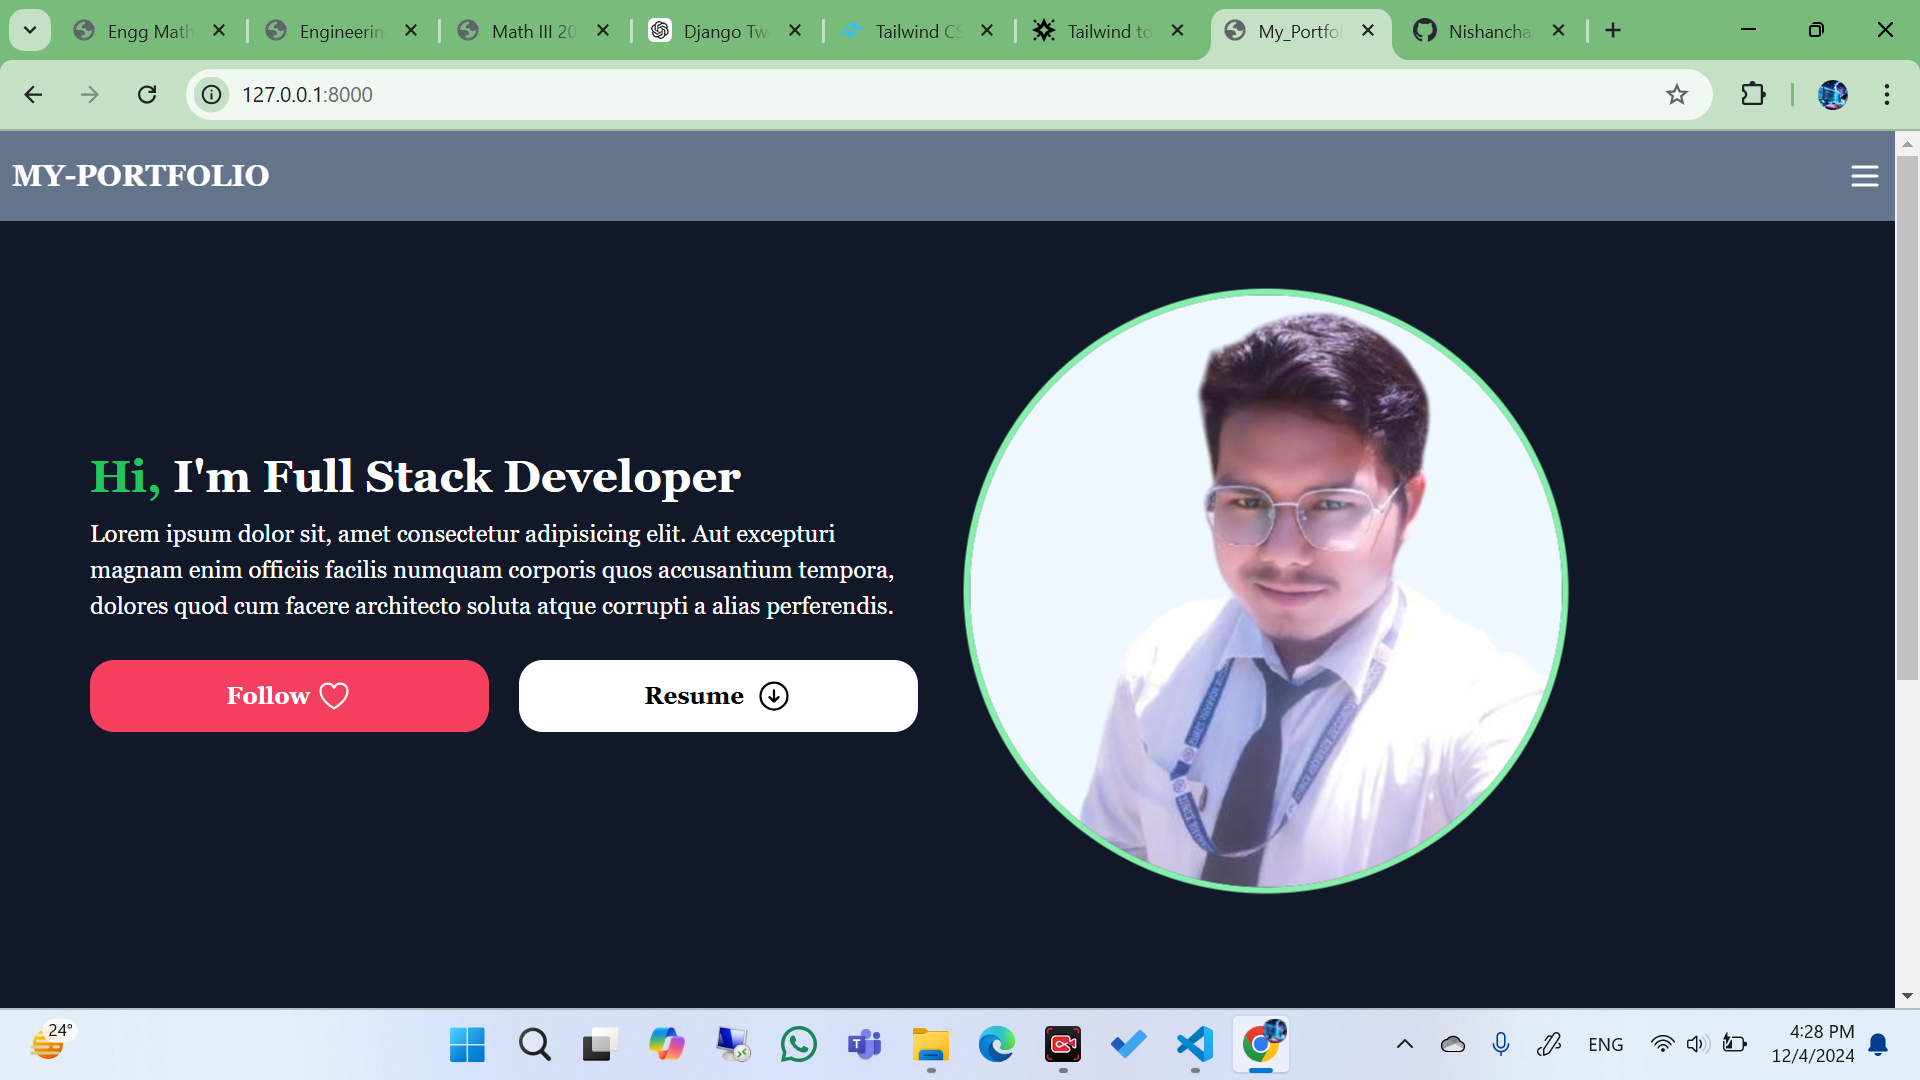 Engg Math
Engineerin
Math III 20
Django Tw
Tailwind CS
Tailwind to
My_Portfol
Nishancha
127.0.0.1:8000
MY-PORTFOLIO
Hi, I'm Full Stack Developer
Lorem ipsum dolor sit, amet consectetur adipisicing elit. Aut excepturi
magnam enim officiis facilis numquam corporis quos accusantium tempora,
dolores quod cum facere architecto soluta atque corrupti a alias perferendis.
Follow
Resume
24°
ENG
4:28 PM
12/4/2024